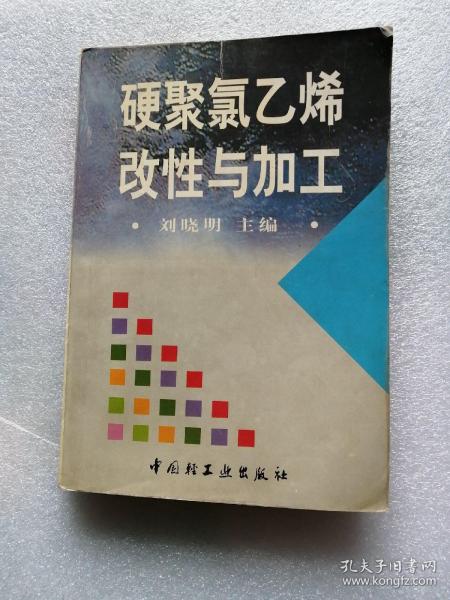 硬聚氯乙烯
改性与加工
·刘晓明 主编·
中国轻工业出版社
孔夫子旧书网
www.kongfz.com